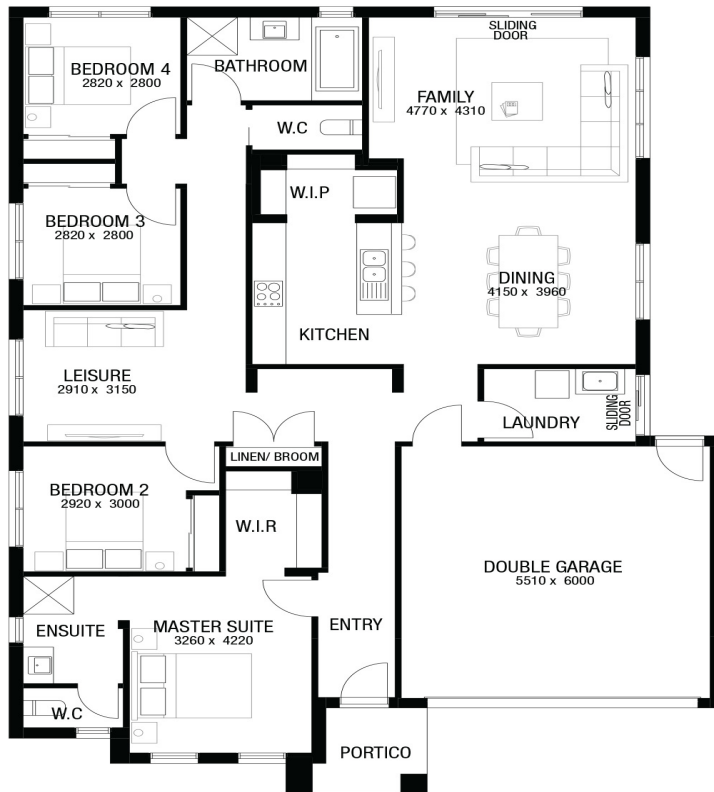 SLIDING
DOOR
BEDROOM 4
2820 x 2800
BATHROOM
FAMILY
4770 x 4310
W.C
W.I.P
BEDROOM 3
2820 x 2800
DINING
4150 x 3960
KITCHEN
LEISURE
2910 x 3150
LAUNDRY
SLIDING
DOOR
LINEN/ BROOM
BEDROOM 2
2920 x 3000
W.I.R
DOUBLE GARAGE
5510 x 6000
ENSUITE
MASTER SUITE
3260 x 4220
ENTRY
W.C
PORTICO